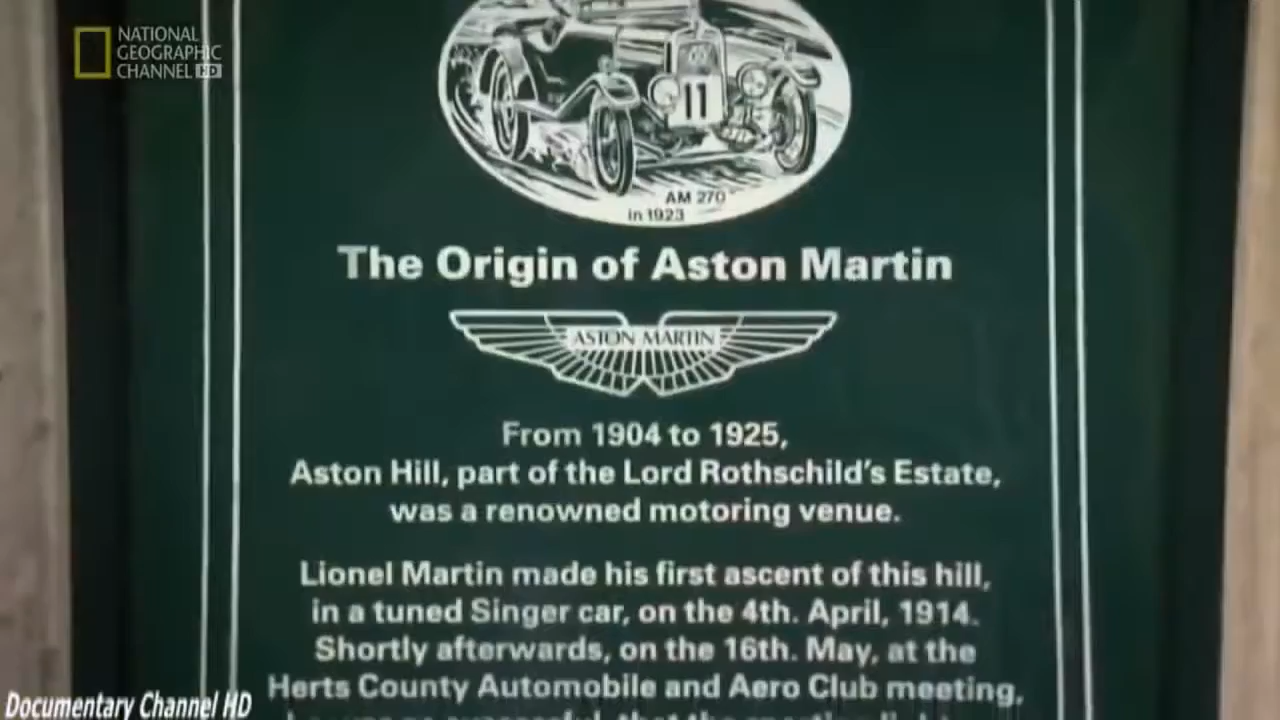 NATIONAL
GEOGRAPHIC
CHANNEL HD
11
AM 270
in 1923
The Origin of Aston Martin
ASTON MARTIN
From 1904 to 1925,
Aston Hill, part of the Lord Rothschild's Estate,
was a renowned motoring venue.
Lionel Martin made his first ascent of this hill,
in a tuned Singer car, on the 4th. April, 1914.
Shortly afterwards, on the 16th. May, at the
Herts County Automobile and Aero Club meeting,
Documentary Channel HD